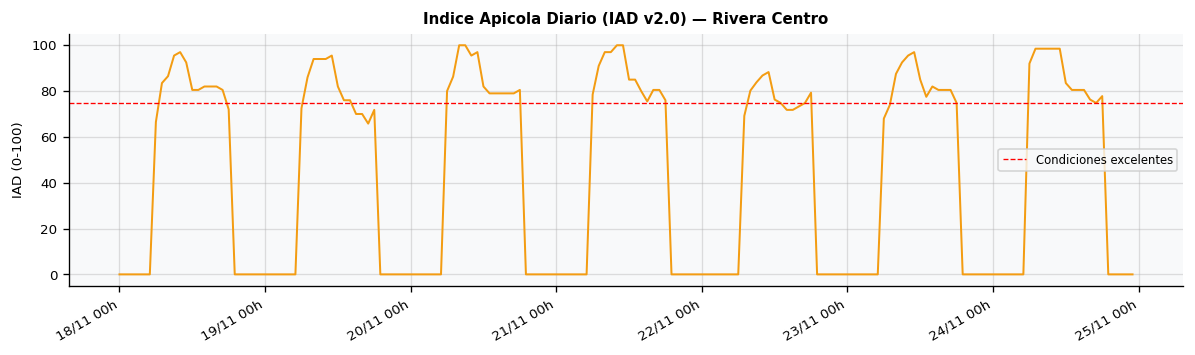 Indice Apicola Diario (IAD v2.0) — Rivera Centro
IAD (0-100)
100
80
60
40
20
0
Condiciones excelentes
18/11 00h
19/11 00h
20/11 00h
21/11 00h
22/11 00h
23/11 00h
24/11 00h
25/11 00h